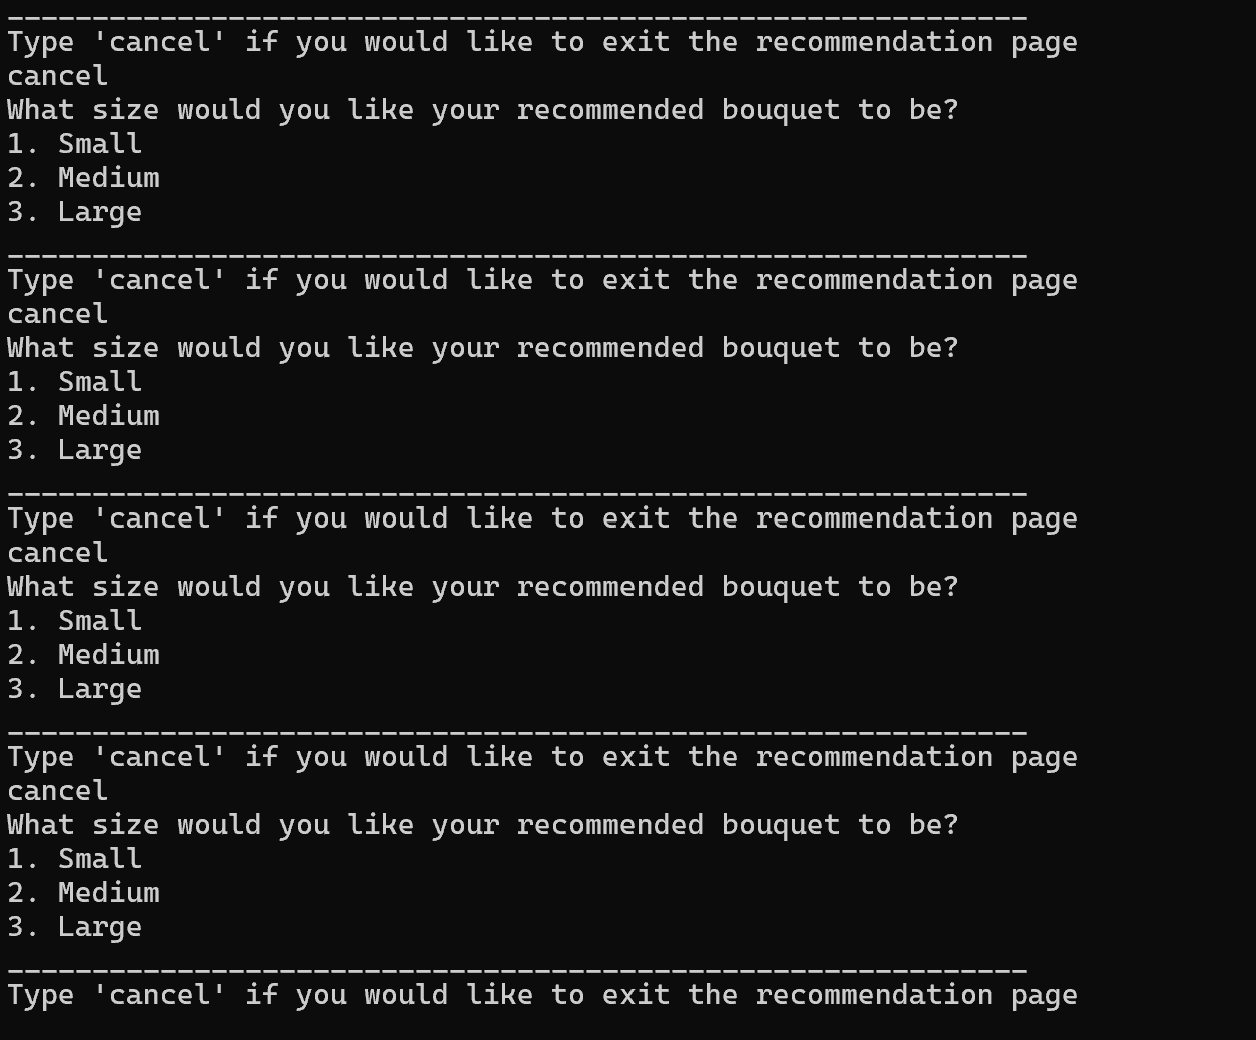 ____________________________________________________________
Type 'cancel' if you would like to exit the recommendation page
cancel
What size would you like your recommended bouquet to be?
1. Small
2. Medium
3. Large
____________________________________________________________
Type 'cancel' if you would like to exit the recommendation page
cancel
What size would you like your recommended bouquet to be?
1. Small
2. Medium
3. Large
____________________________________________________________
Type 'cancel' if you would like to exit the recommendation page
cancel
What size would you like your recommended bouquet to be?
1. Small
2. Medium
3. Large
____________________________________________________________
Type 'cancel' if you would like to exit the recommendation page
cancel
What size would you like your recommended bouquet to be?
1. Small
2. Medium
3. Large
____________________________________________________________
Type 'cancel' if you would like to exit the recommendation page